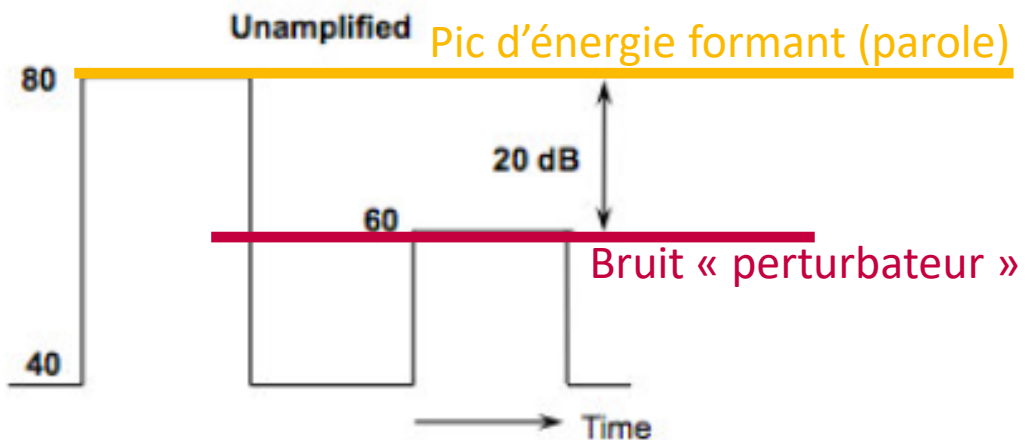 Unamplified
Pic d’énergie formant (parole)
80
20 dB
60
Bruit « perturbateur »
40
Time